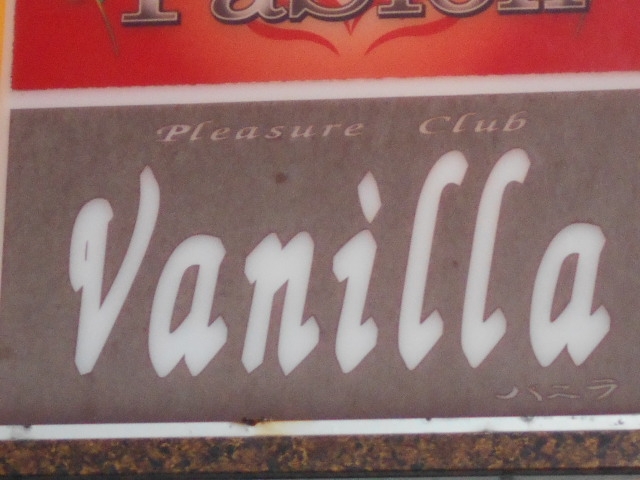 Pleasure Club
Vanilla
バニラ